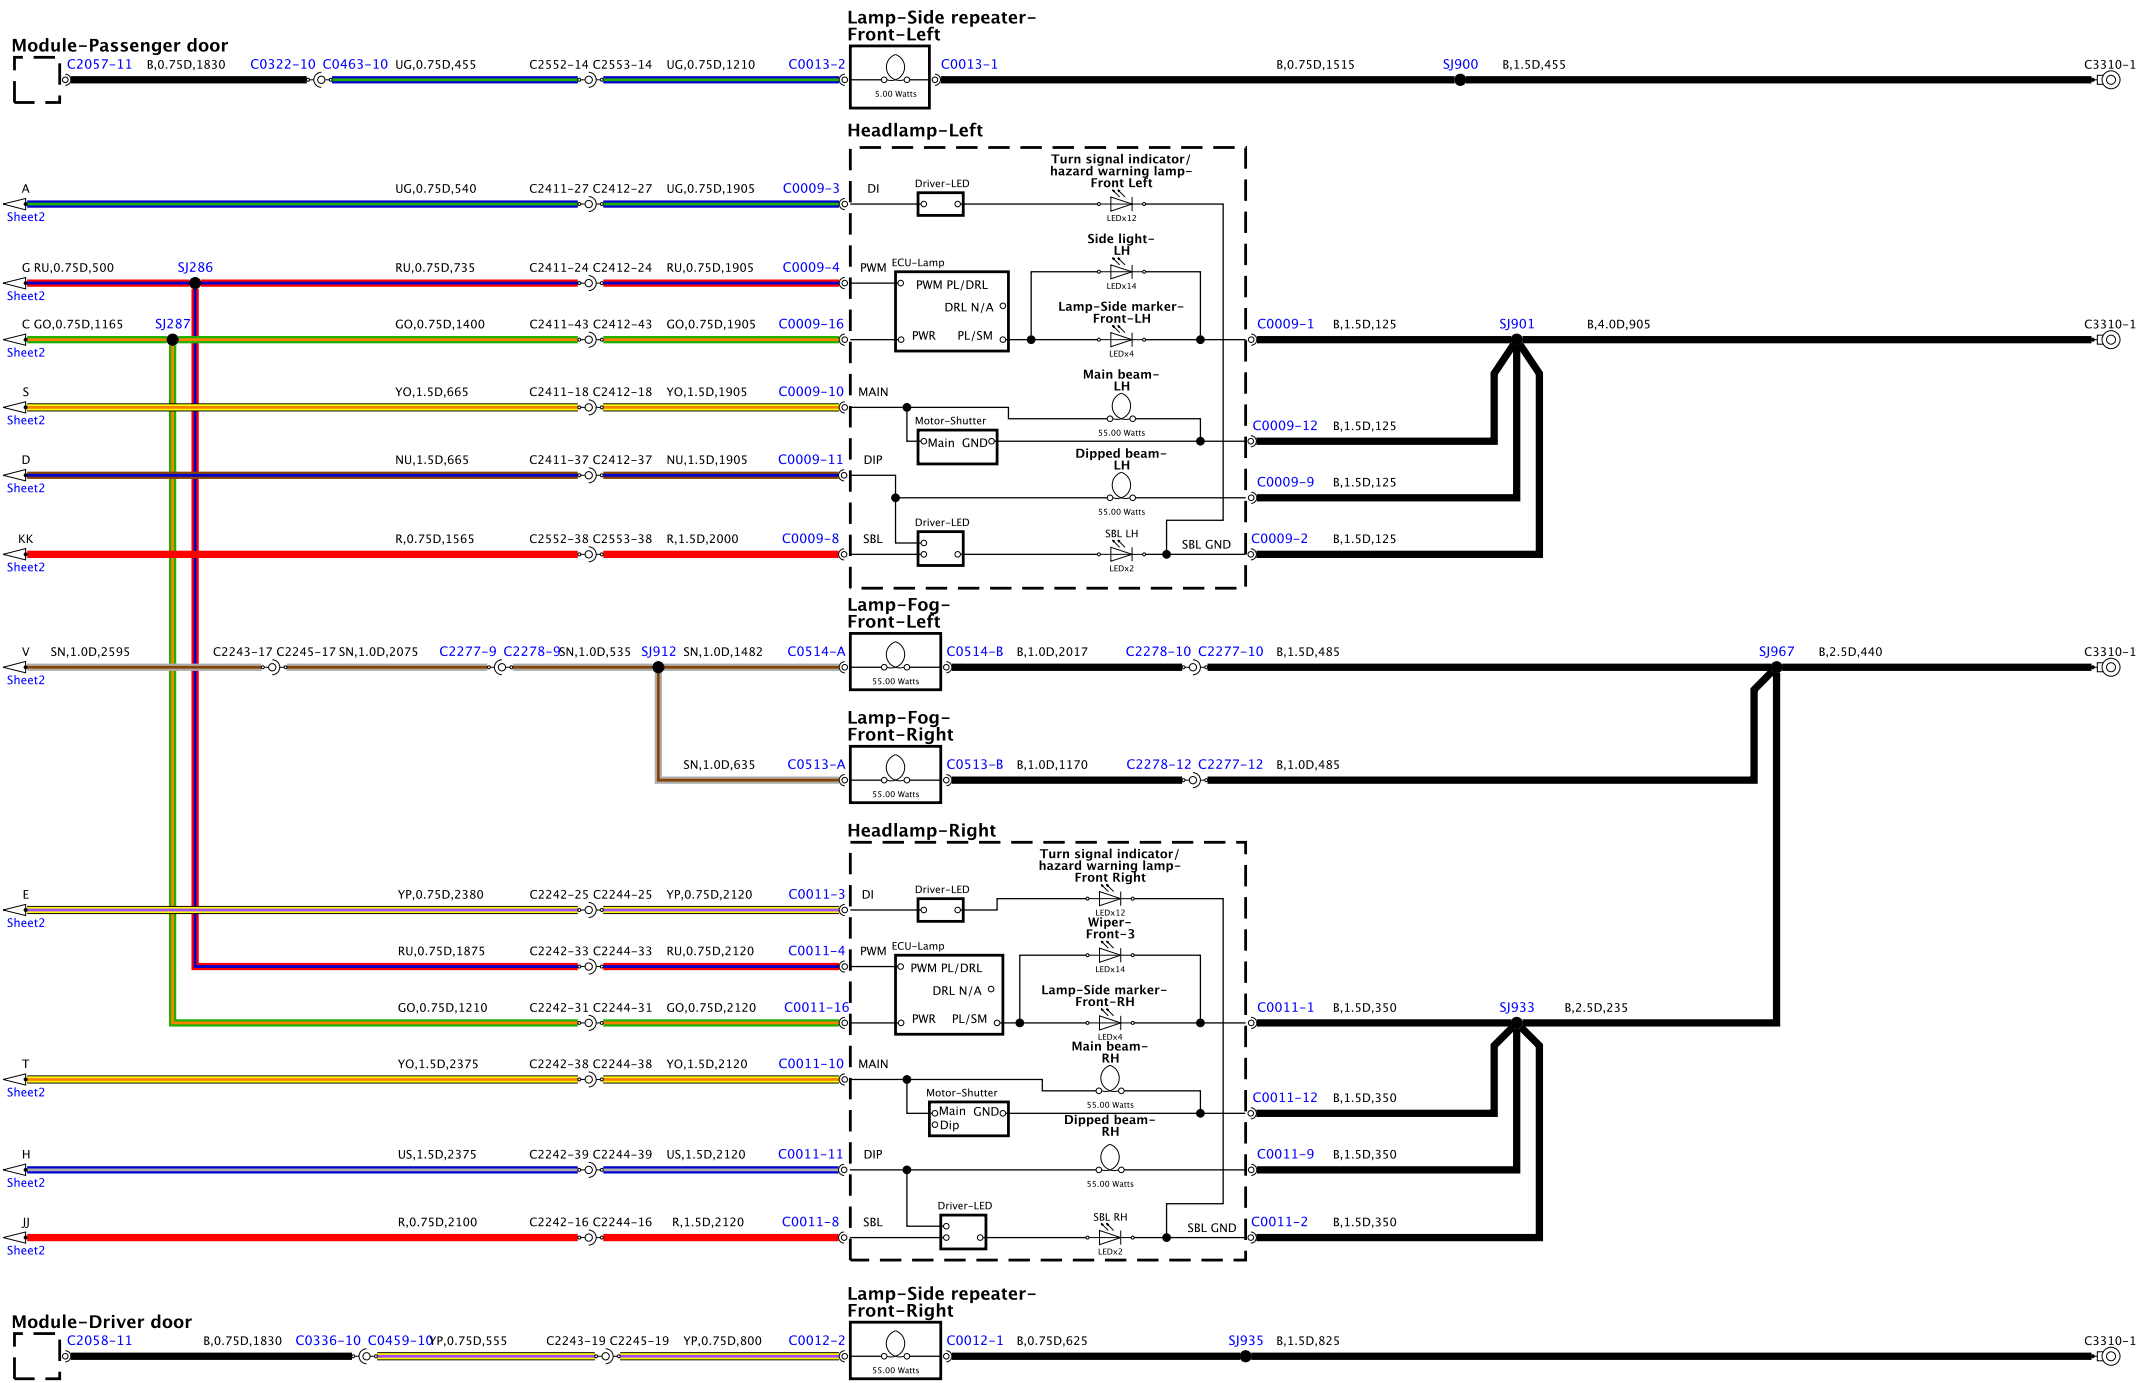 Lamp-Side repeater-
Front-Left
Module-Passenger door
C2057-11 B,0.75D,1830 C0322-10 C0463-10 UG,0.75D,455 C2552-14 C2553-14 UG,0.75D,1210 C0013-2 C0013-1 B,0.75D,1515 SJ900 B,1.5D,455 C3310-1
5.00 Watts
Headlamp-Left
Turn signal indicator/
hazard warning lamp-
Front Left
A UG,0.75D,540 C2411-27 C2412-27 UG,0.75D,1905 C0009-3 DI Driver-LED
Sheet2 LEDx12
Side light-
LH
G RU,0.75D,500 SJ286 RU,0.75D,735 C2411-24 C2412-24 RU,0.75D,1905 C0009-4 PWM ECU-Lamp
Sheet2 PWM PL/DRL LEDx14
DRL N/A Lamp-Side marker-
Front-LH
C GO,0.75D,1165 SJ287 GO,0.75D,1400 C2411-43 C2412-43 GO,0.75D,1905 C0009-16 C0009-1 B,1.5D,125 SJ901 B,4.0D,905 C3310-1
PWR PL/SM
Sheet2 LEDx4
Main beam-
LH
S YO,1.5D,665 C2411-18 C2412-18 YO,1.5D,1905 C0009-10 MAIN
Sheet2 Motor-Shutter 55.00 Watts C0009-12 B,1.5D,125
Main GND
Dipped beam-
LH
D NU,1.5D,665 C2411-37 C2412-37 NU,1.5D,1905 C0009-11 DIP
Sheet2 C0009-9 B,1.5D,125
55.00 Watts
Driver-LED
KK R,0.75D,1565 C2552-38 C2553-38 R,1.5D,2000 C0009-8 SBL SBL LH SBL GND C0009-2 B,1.5D,125
Sheet2 LEDx2
Lamp-Fog-
Front-Left
V SN,1.0D,2595 C2243-17 C2245-17 SN,1.0D,2075 C2277-9 C2278-9 SN,1.0D,535 SJ912 SN,1.0D,1482 C0514-A C0514-B B,1.0D,2017 C2278-10 C2277-10 B,1.5D,485 SJ967 B,2.5D,440 C3310-1
Sheet2 55.00 Watts
Lamp-Fog-
Front-Right
SN,1.0D,635 C0513-A C0513-B B,1.0D,1170 C2278-12 C2277-12 B,1.0D,485
55.00 Watts
Headlamp-Right
Turn signal indicator/
hazard warning lamp-
Front Right
E YP,0.75D,2380 C2242-25 C2244-25 YP,0.75D,2120 C0011-3 DI Driver-LED
Sheet2 LEDx12
Wiper-
Front-3
RU,0.75D,1875 C2242-33 C2244-33 RU,0.75D,2120 C0011-4 PWM ECU-Lamp
PWM PL/DRL LEDx14
DRL N/A Lamp-Side marker-
Front-RH
GO,0.75D,1210 C2242-31 C2244-31 GO,0.75D,2120 C0011-16 C0011-1 B,1.5D,350 SJ933 B,2.5D,235
PWR PL/SM
LEDx4
Main beam-
RH
T YO,1.5D,2375 C2242-38 C2244-38 YO,1.5D,2120 C0011-10 MAIN
Sheet2 Motor-Shutter 55.00 Watts C0011-12 B,1.5D,350
Main GND
Dip
Dipped beam-
RH
H US,1.5D,2375 C2242-39 C2244-39 US,1.5D,2120 C0011-11 DIP C0011-9 B,1.5D,350
Sheet2 55.00 Watts
Driver-LED
JJ R,0.75D,2100 C2242-16 C2244-16 R,1.5D,2120 C0011-8 SBL SBL RH SBL GND C0011-2 B,1.5D,350
Sheet2 LEDx2
Lamp-Side repeater-
Front-Right
Module-Driver door
C2058-11 B,0.75D,1830 C0336-10 C0459-10 YP,0.75D,555 C2243-19 C2245-19 YP,0.75D,800 C0012-2 C0012-1 B,0.75D,625 SJ935 B,1.5D,825 C3310-1
55.00 Watts